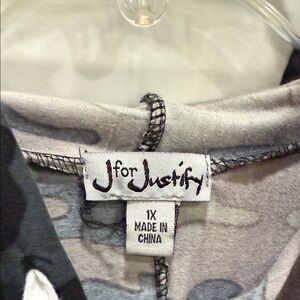 J for Justify
1X
MADE IN
CHINA